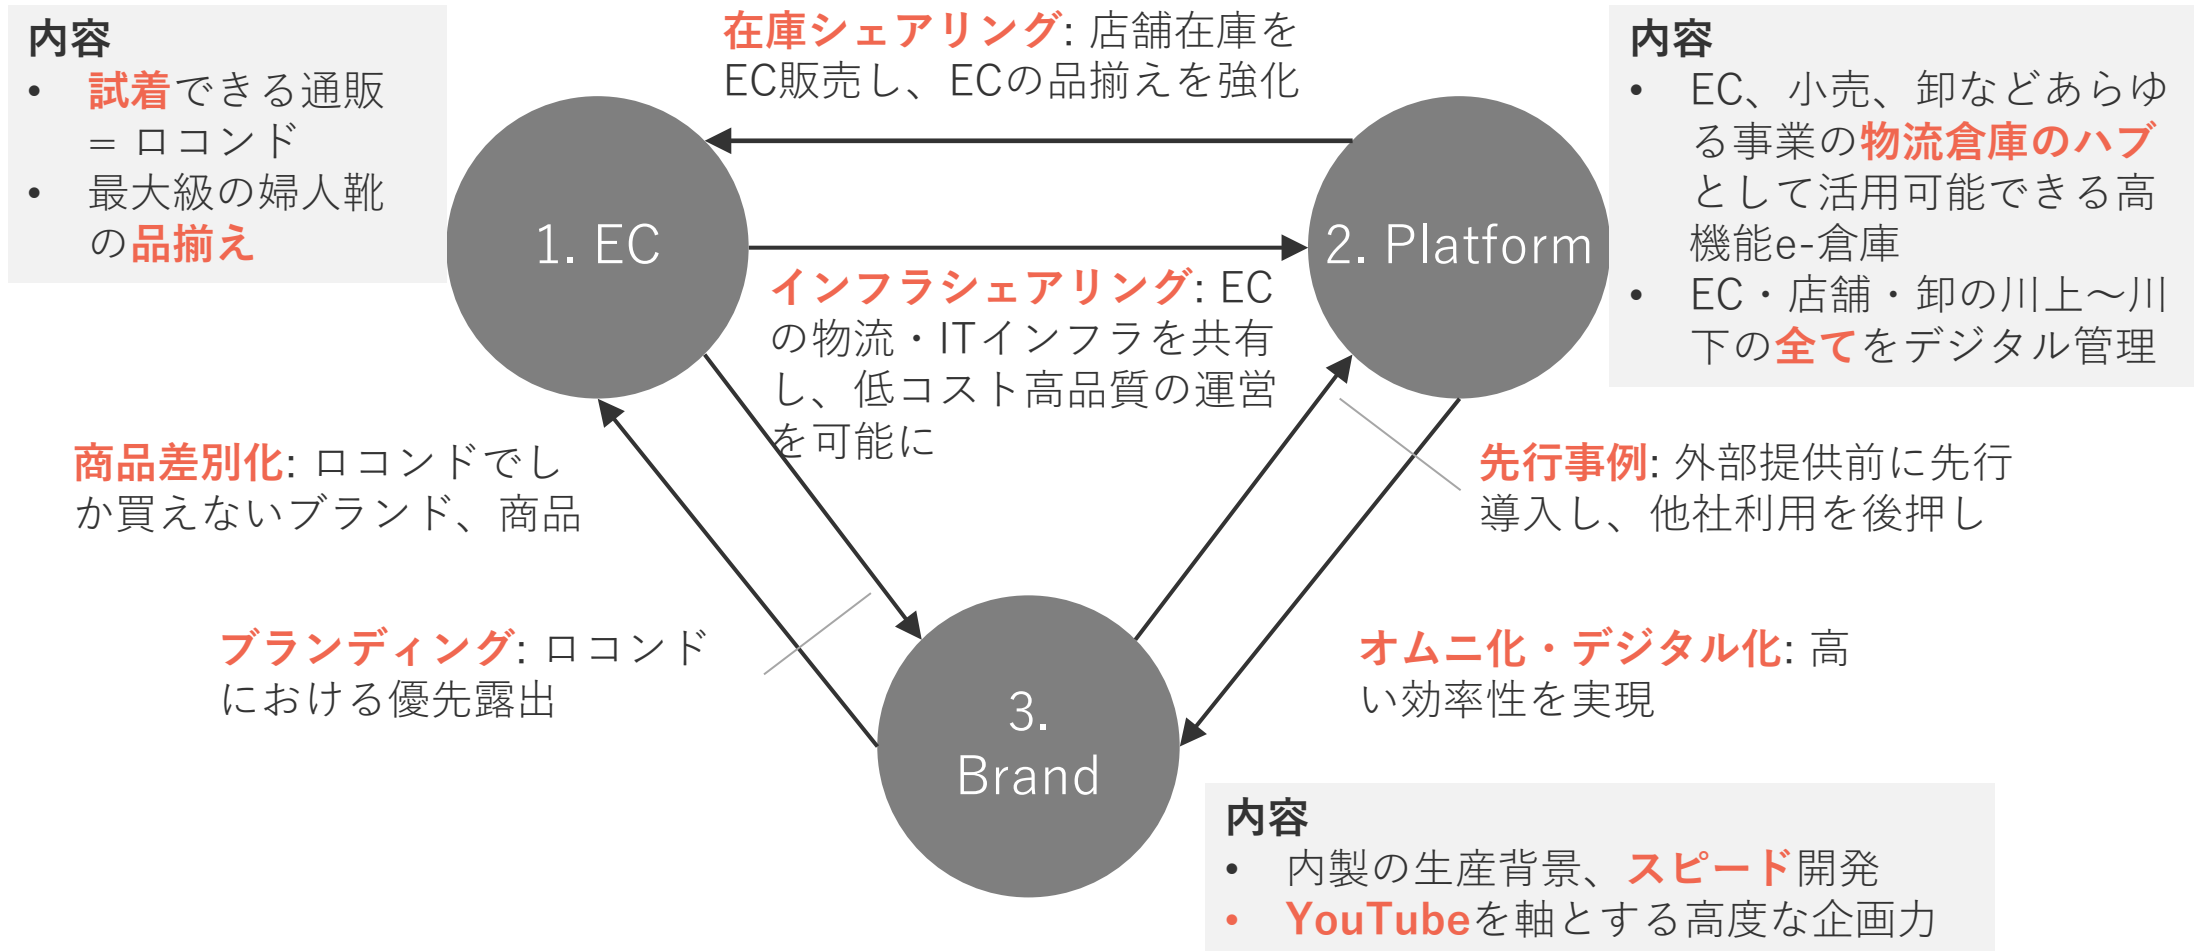 内容
• 試着できる通販
= ロコンド
• 最大級の婦人靴
の品揃え
在庫シェアリング: 店舗在庫を
EC販売し、ECの品揃えを強化
内容
• EC、小売、卸などあらゆ
る事業の物流倉庫のハブ
として活用可能できる高
機能e-倉庫
• EC・店舗・卸の川上～川
下の全てをデジタル管理
1. EC
2. Platform
インフラシェアリング: EC
の物流・ITインフラを共有
し、低コスト高品質の運営
を可能に
商品差別化: ロコンドでし
か買えないブランド、商品
先行事例: 外部提供前に先行
導入し、他社利用を後押し
ブランディング: ロコンド
における優先露出
オムニ化・デジタル化: 高
い効率性を実現
3.
Brand
内容
• 内製の生産背景、スピード開発
• YouTubeを軸とする高度な企画力